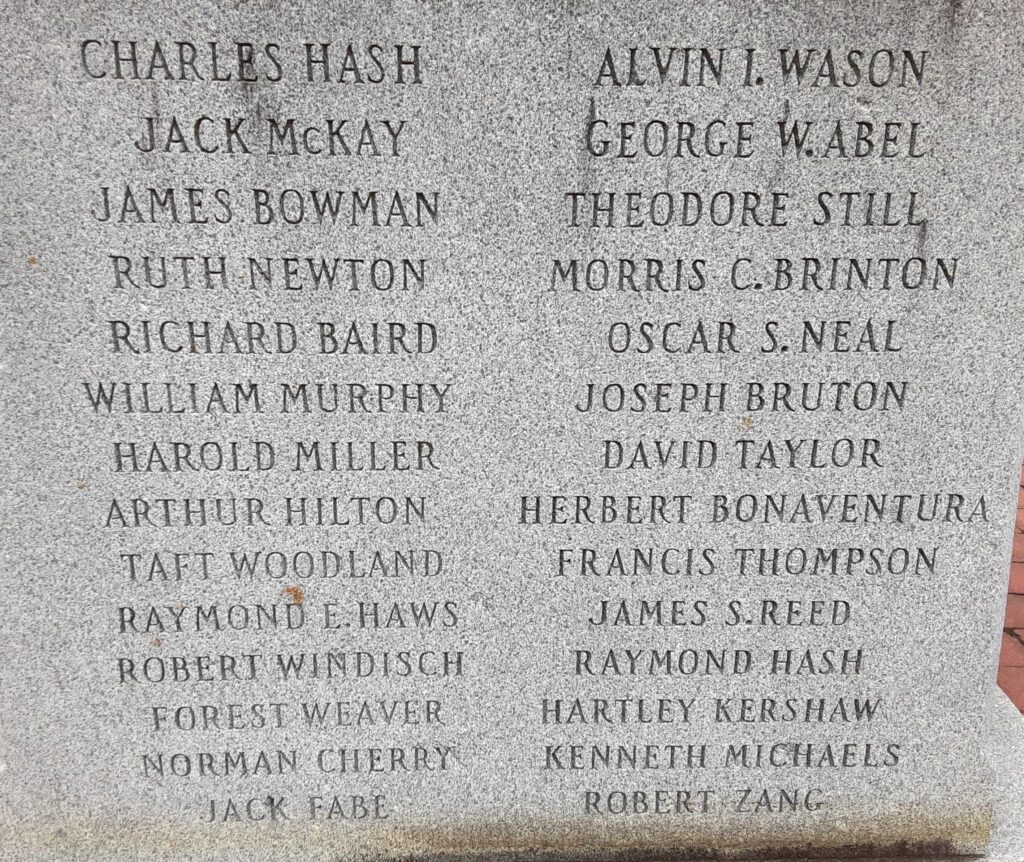 CHARLES HASH
JACK McKAY
JAMES BOWMAN
RUTH NEWTON
RICHARD BAIRD
WILLIAM MURPHY
HAROLD MILLER
ARTHUR HILTON
TAFT WOODLAND
RAYMOND E. HAWS
ROBERT WINDISCH
FOREST WEAVER
NORMAN CHERRY
JACK FABE
ALVIN I. WASON
GEORGE W. ABEL
THEODORE STILL
MORRIS C. BRINTON
OSCAR S. NEAL
JOSEPH BRUTON
DAVID TAYLOR
HERBERT BONAVENTURA
FRANCIS THOMPSON
JAMES S. REED
RAYMOND HASH
HARTLEY KERSHAW
KENNETH MICHAELS
ROBERT ZANG